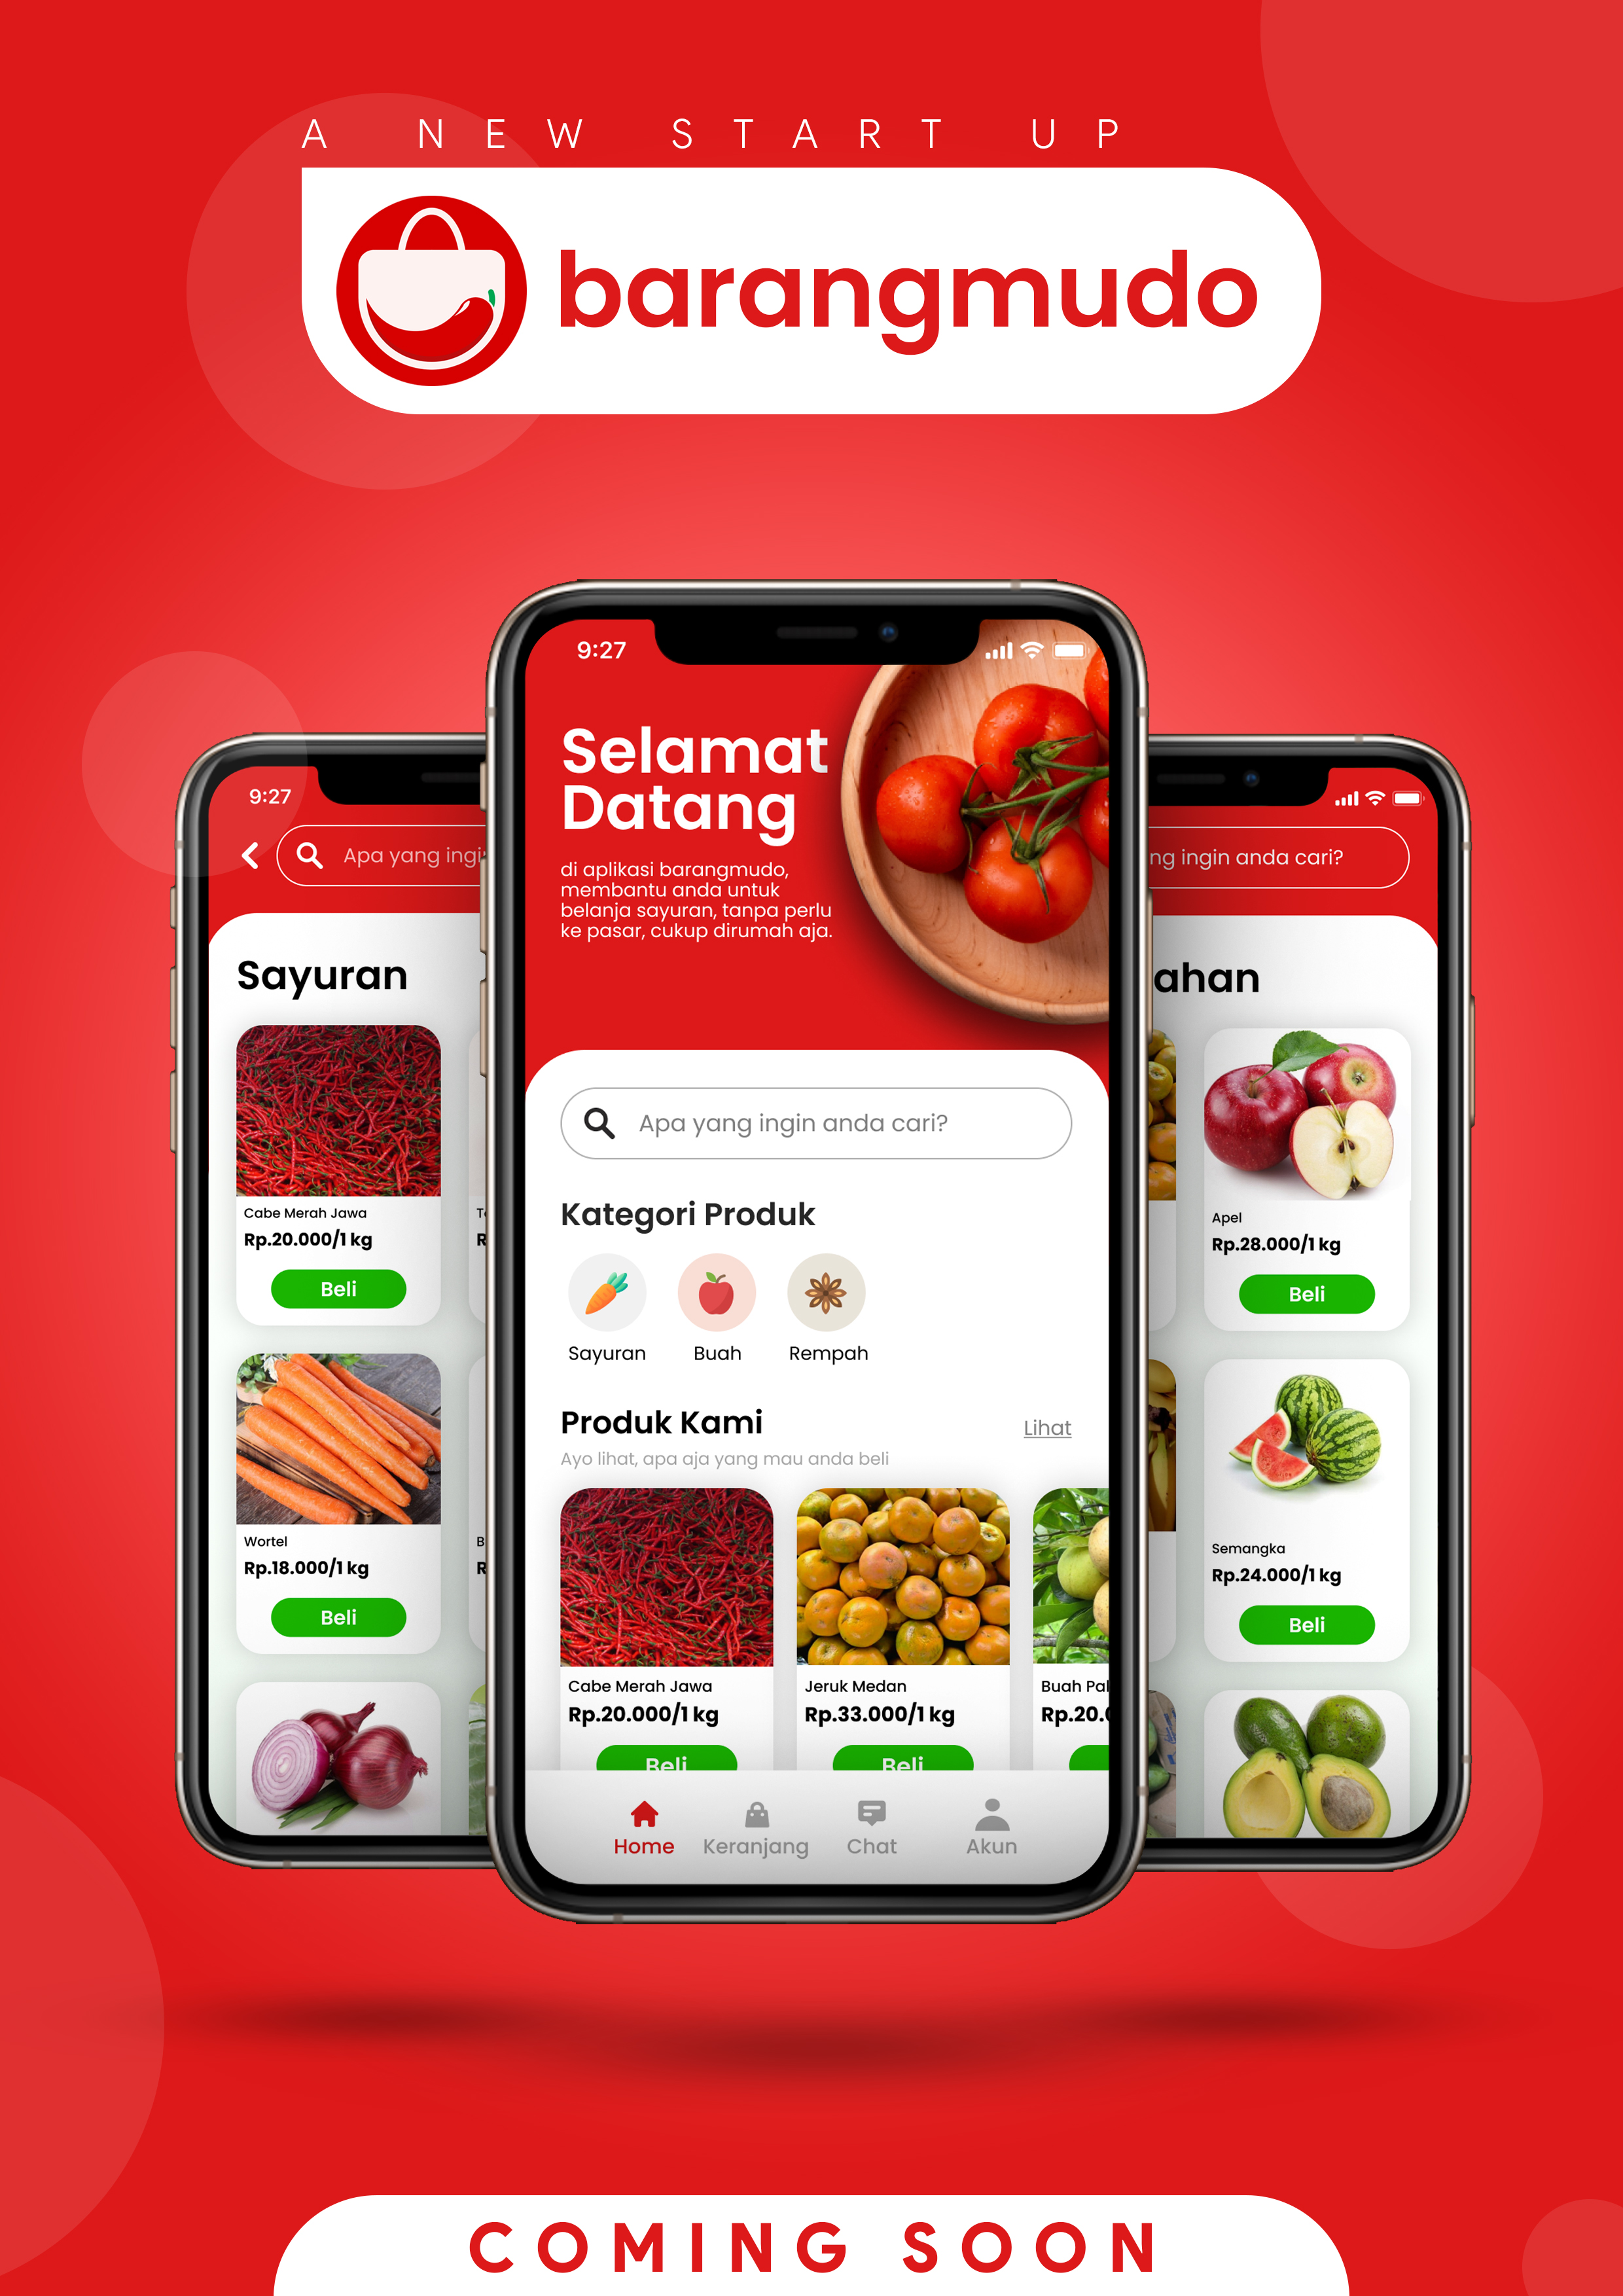 A NEW START UP
barangmudo
9:27
Apa yang ingi
Sayuran
Cabe Merah Jawa
Rp.20.000/1 kg
Beli
Wortel
Rp.18.000/1 kg
Beli
9:27
Selamat
Datang
di aplikasi barangmudo,
membantu anda untuk
belanja sayuran, tanpa perlu
ke pasar, cukup dirumah aja.
Apa yang ingin anda cari?
Kategori Produk
Sayuran Buah Rempah
Produk Kami
Lihat
Ayo lihat, apa aja yang mau anda beli
Cabe Merah Jawa
Rp.20.000/1 kg
Beli
Jeruk Medan
Rp.33.000/1 kg
Beli
Buah Pa
Rp.20.
Home Keranjang Chat Akun
ng ingin anda cari?
ahan
Apel
Rp.28.000/1 kg
Beli
Semangka
Rp.24.000/1 kg
Beli
COMING SOON